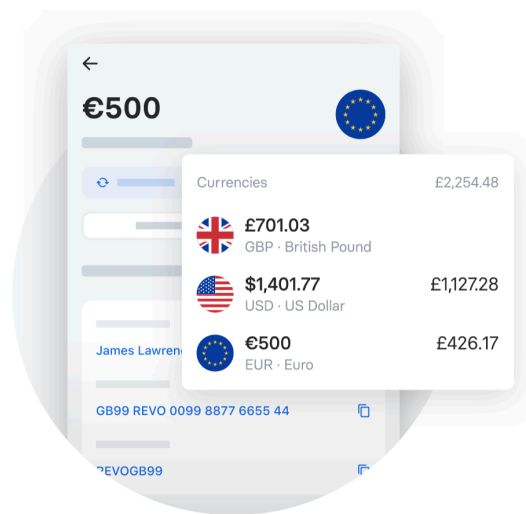 €500
Currencies £2,254.48
£701.03
GBP · British Pound
$1,401.77 £1,127.28
USD · US Dollar
€500 £426.17
EUR · Euro
James
GB99 REVO 0099 8877 6655 44
REVOGB99